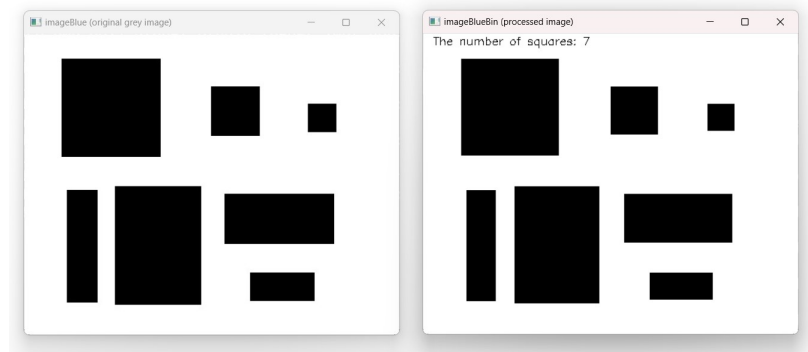 imageBlue (original grey image)
imageBlueBin (processed image)
The number of squares: 7